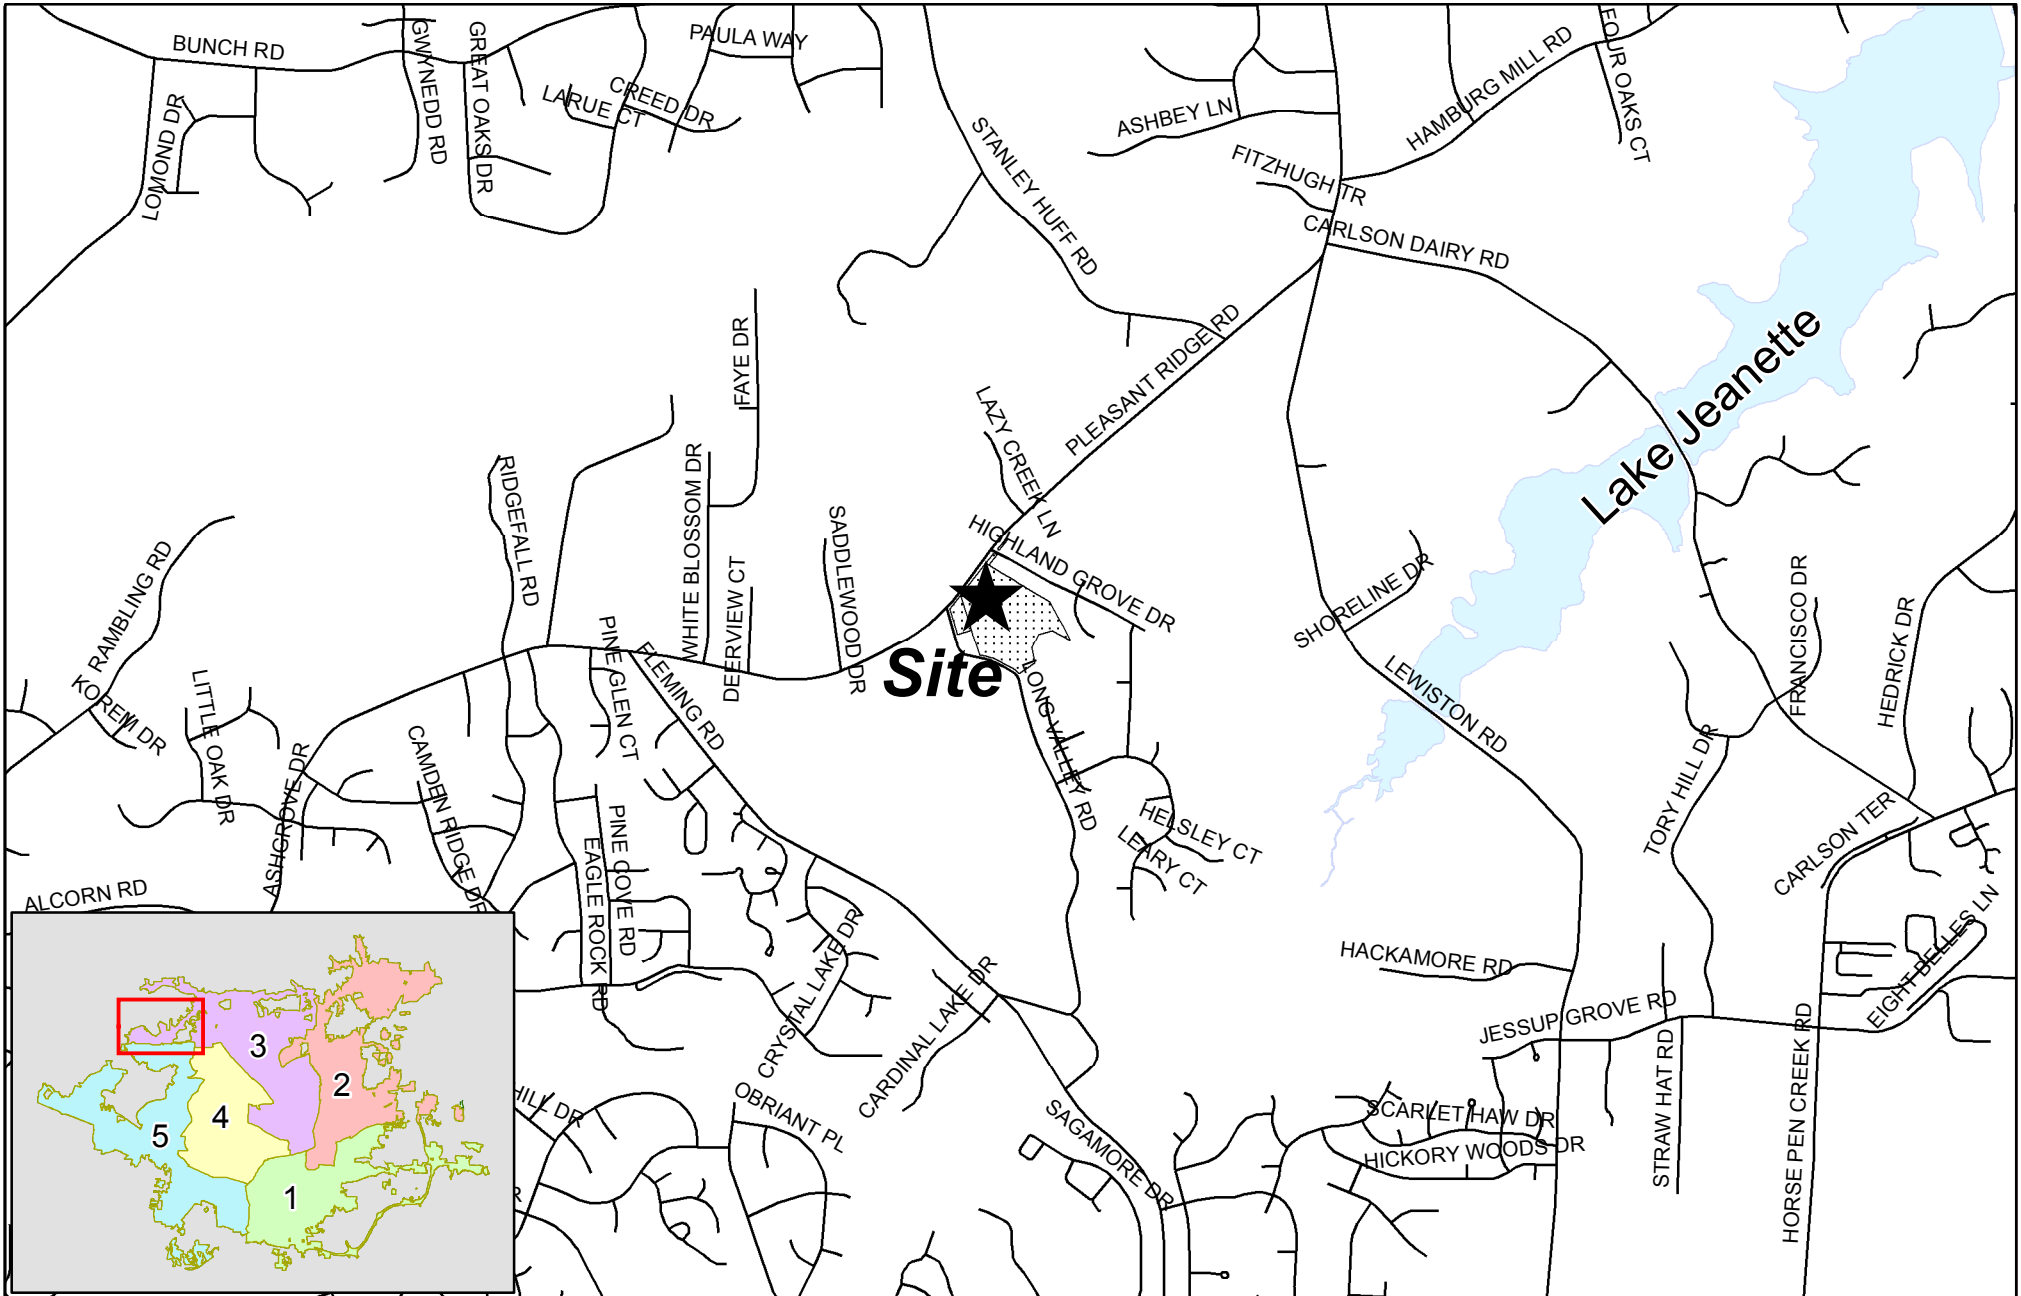 BUNCH RD
GWYNEDD RD
GREAT OAKS DR
PAULA WAY
LARUE CT
CREED DR
LOMOND DR
STANLEY HUFF RD
ASHBEY LN
HAMBURG MILL RD
FOUR OAKS CT
FITZHUGH TR
CARLSON DAIRY RD
FAYE DR
PLEASANT RIDGE RD
LAZY CREEK LN
Lake Jeanette
RIDGEFALL RD
WHITE BLOSSOM DR
SADDLEWOOD DR
HIGHLAND GROVE DR
RAMBLING RD
DEERVIEW CT
SHORELINE DR
FRANCISCO DR
HEDRICK DR
KOREM DR
LITTLE OAK DR
PINE GLEN CT
FLEMING RD
Site
LONG VALLEY RD
LEWISTON RD
TORY HILL DR
ASHGROVE DR
CAMDEN RIDGE DR
EAGLE ROCK RD
PINE COVE RD
HELSLEY CT
LEARY CT
CARLSON TER
ALCORN RD
CRYSTAL LAKE DR
CARDINAL LAKE DR
HACKAMORE RD
EIGHT BELLES LN
JESSUP GROVE RD
STRAW HAT RD
HORSE PEN CREEK RD
HILL DR
OBRIANT PL
SAGAMORE DR
SCARLET HAW DR
HICKORY WOODS DR
R
3
2
4
5
1